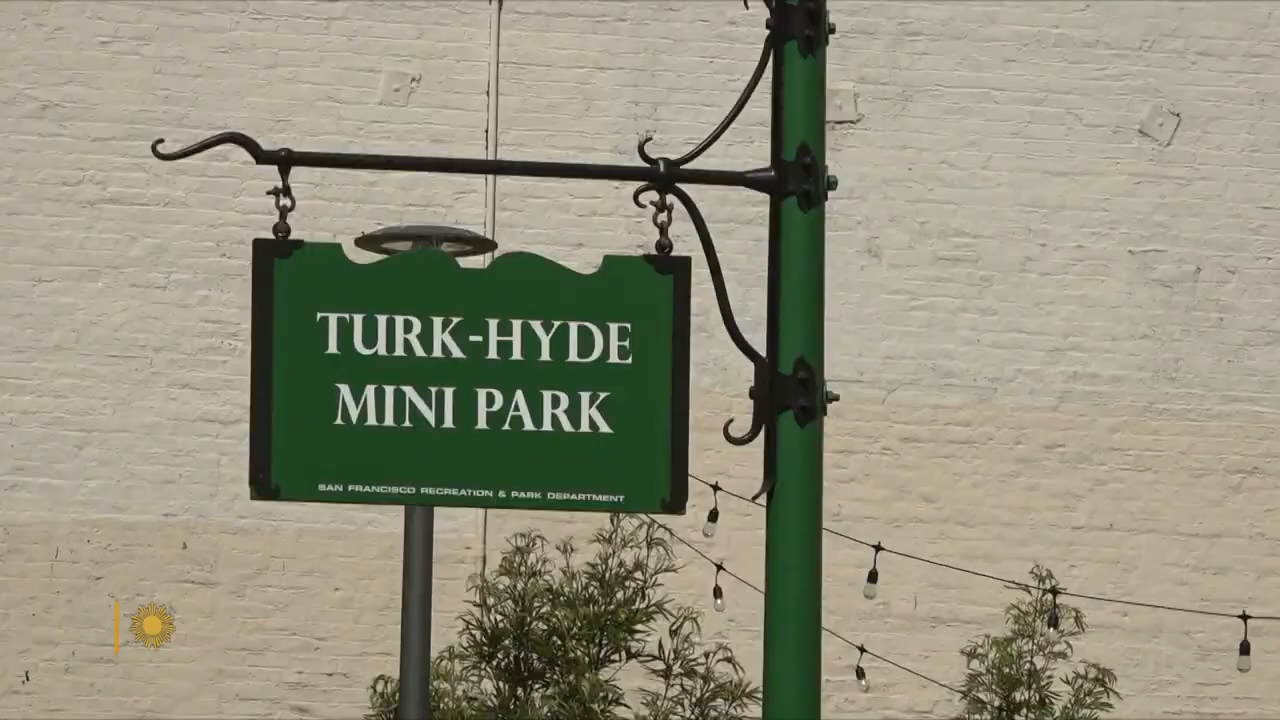 TURK-HYDE
MINI PARK
SAN FRANCISCO RECREATION & PARK DEPARTMENT